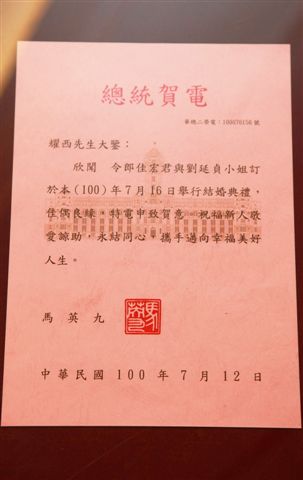 總統賀電
華總二榮電：100070156號
耀西先生大鑒：
欣聞　令郎佳宏君與劉延貞小姐訂
於本(100)年7月16日舉行結婚典禮，
佳偶良緣，特電申致賀意。祝福新人敬
愛諒助，永結同心，攜手邁向幸福美好
人生。
馬英九
中華民國 100 年 7 月 12 日